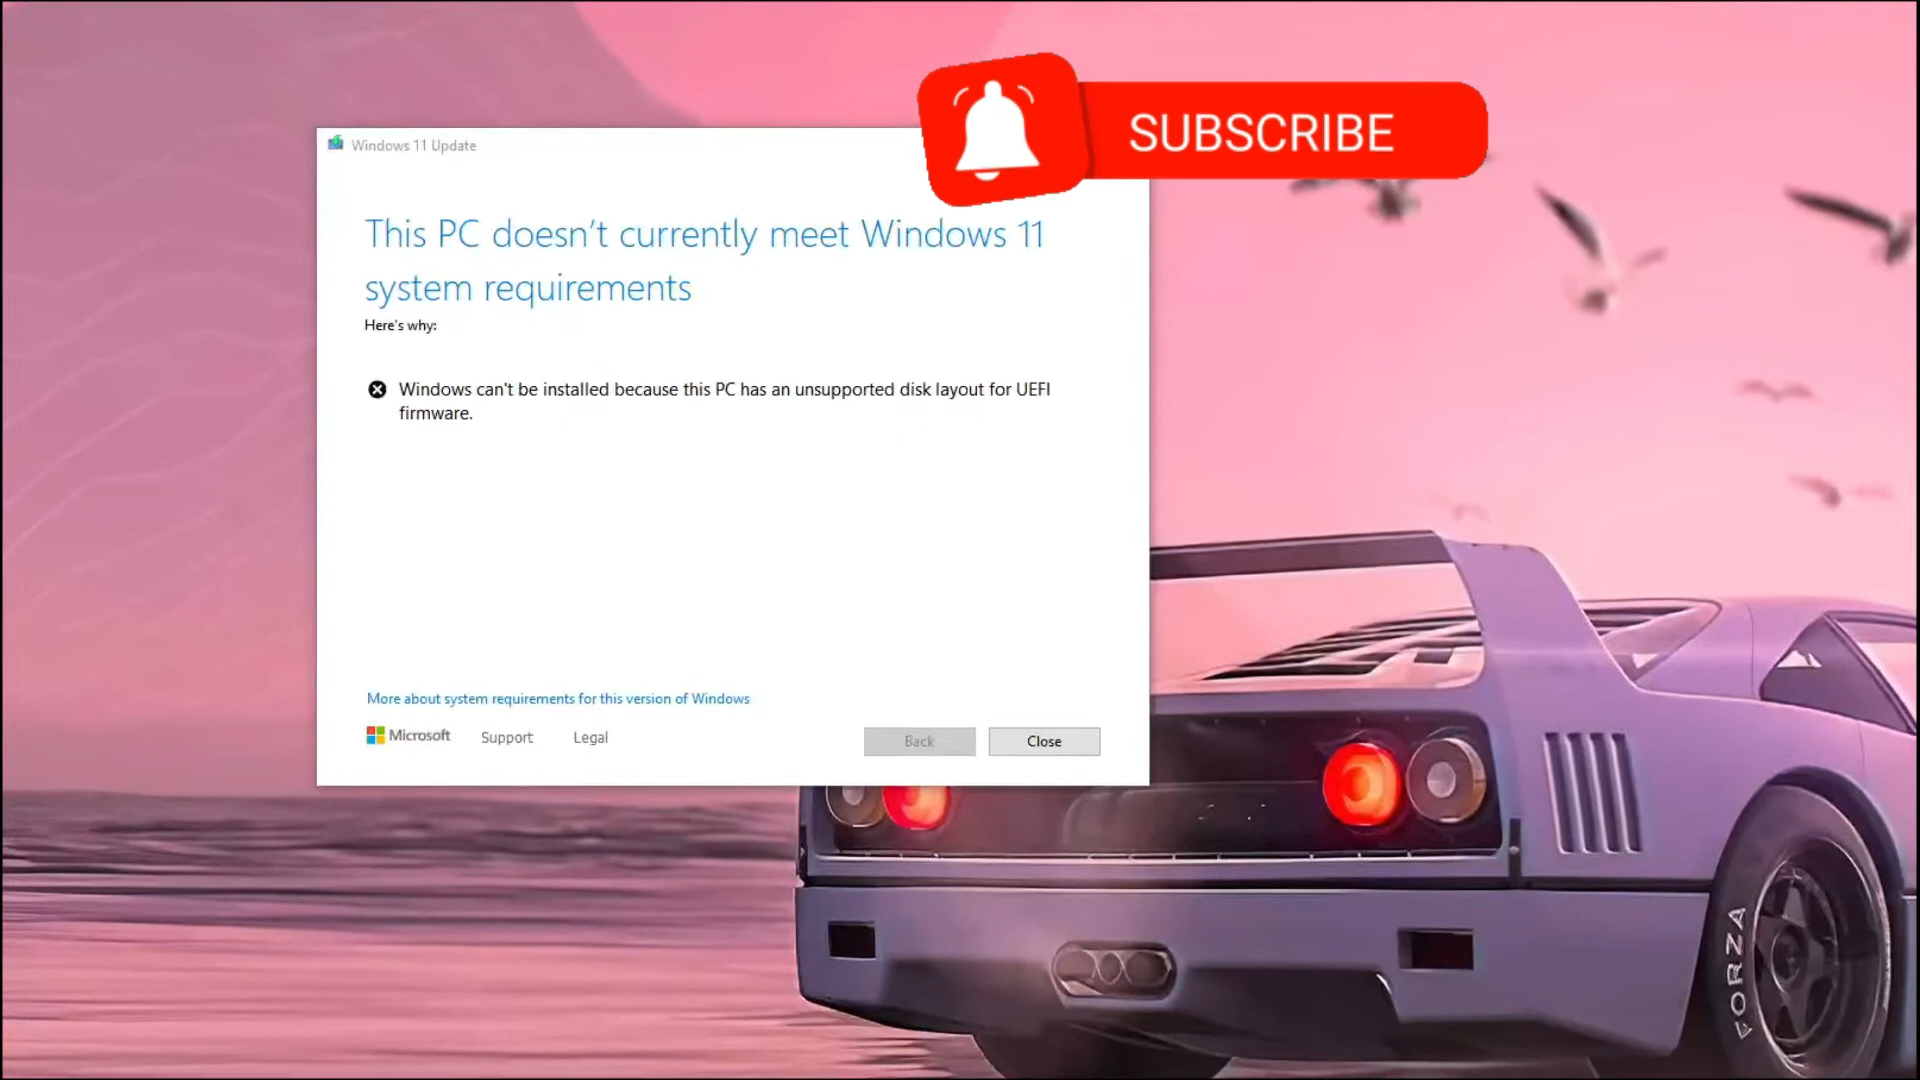 SUBSCRIBE
Windows 11 Update
This PC doesn't currently meet Windows 11
system requirements
Here's why:
Windows can't be installed because this PC has an unsupported disk layout for UEFI
firmware.
More about system requirements for this version of Windows
Microsoft
Support
Legal
Back
Close
FORZA